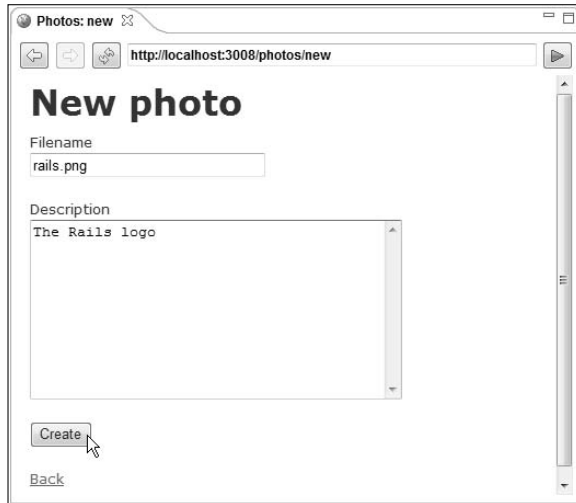 Photos: new
http://localhost:3008/photos/new
New photo
Filename
rails.png
Description
The Rails logo
Create
Back